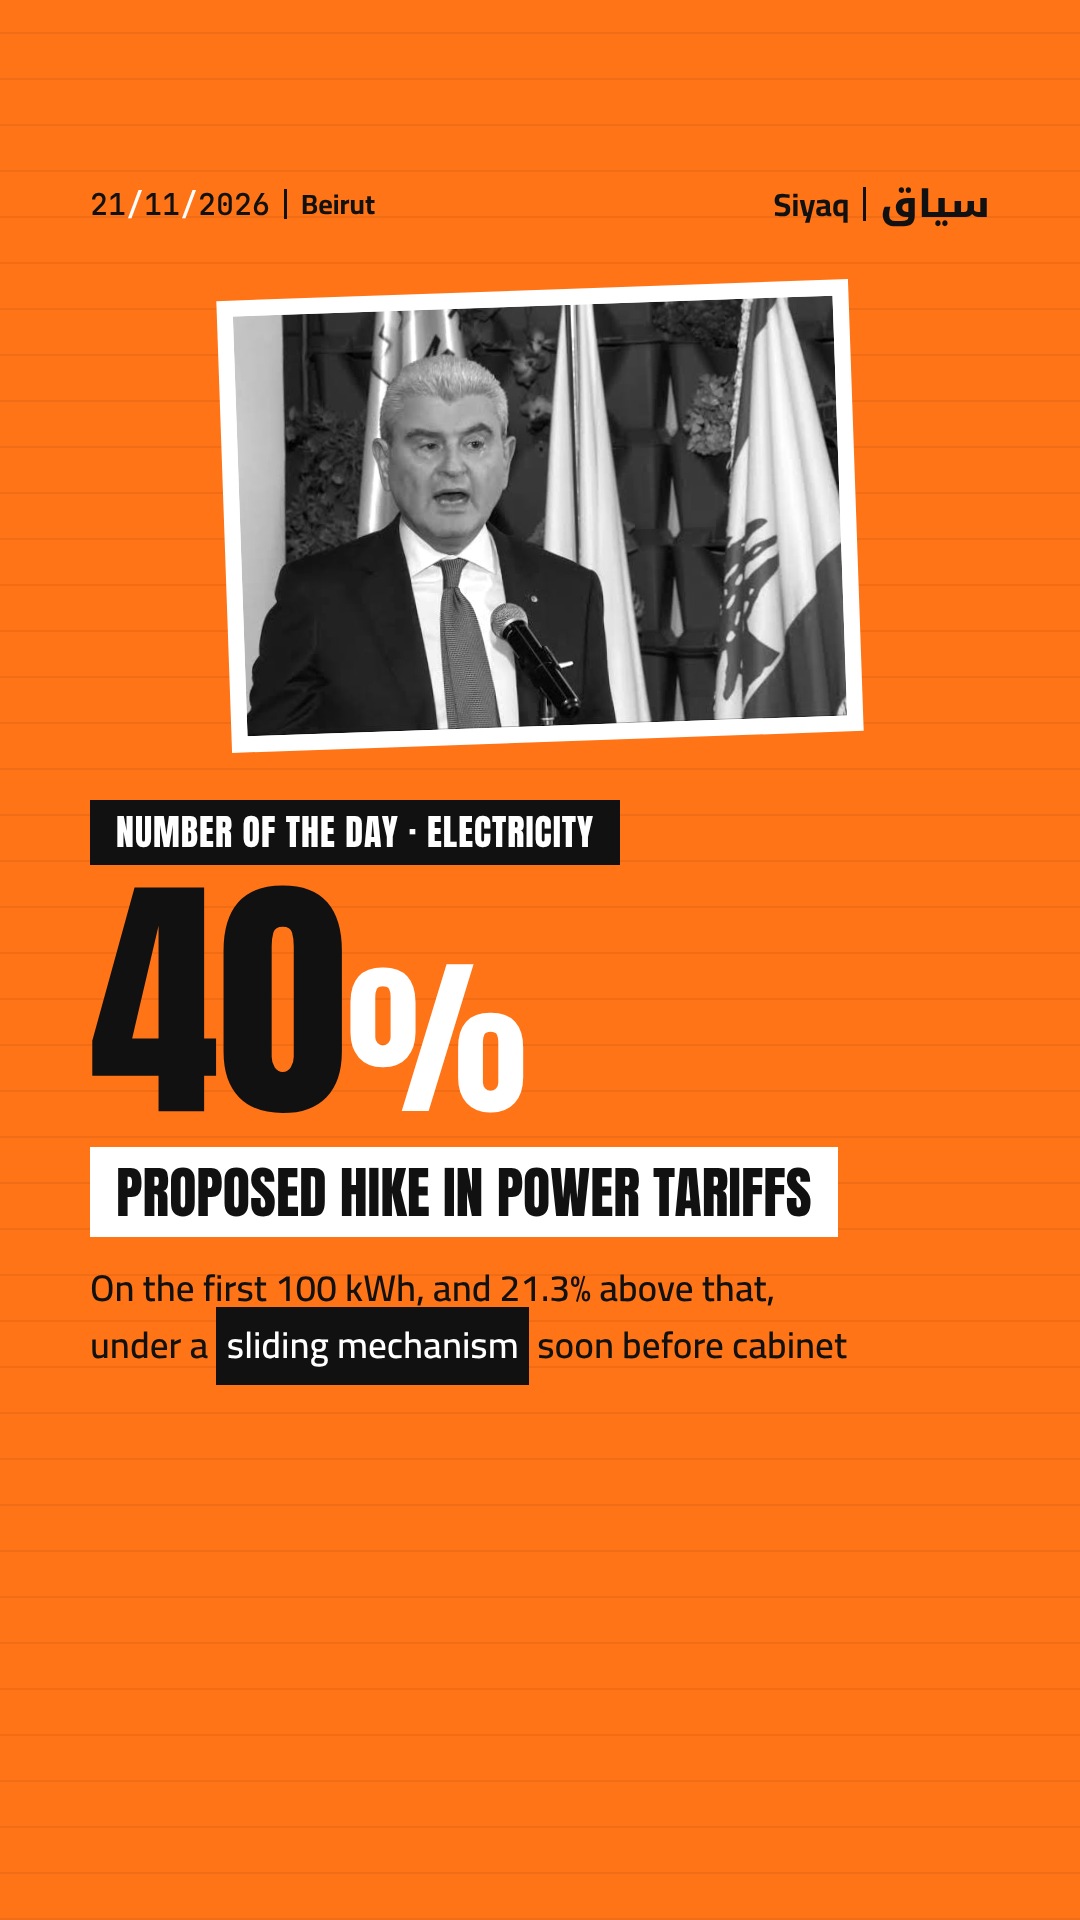 21/11/2026 | Beirut
Siyaq | سياق
NUMBER OF THE DAY · ELECTRICITY
40%
PROPOSED HIKE IN POWER TARIFFS
On the first 100 kWh, and 21.3% above that,
under a sliding mechanism soon before cabinet